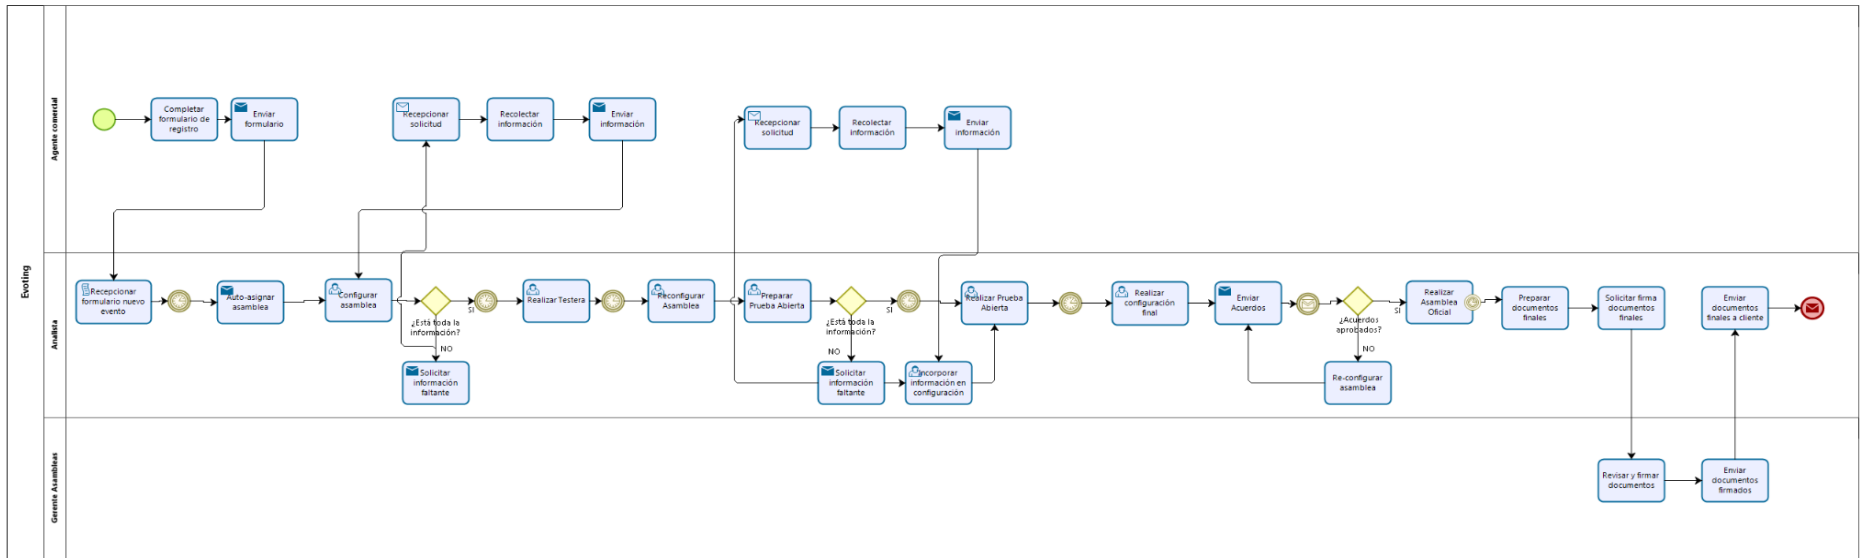 Evoting
Agente comercial
Completar
formulario de
registro
Enviar
formulario
Recepcionar
solicitud
Recolectar
información
Enviar
información
Recepcionar
solicitud
Recolectar
información
Enviar
información
Analista
Recepcionar
formulario nuevo
evento
Auto-asignar
asamblea
Configurar
asamblea
¿Está toda la
información?
SI
NO
Solicitar
información
faltante
Realizar Testera
Reconfigurar
Asamblea
Preparar
Prueba Abierta
¿Está toda la
información?
SI
NO
Solicitar
información
faltante
Incorporar
información en
configuración
Realizar Prueba
Abierta
Realizar
configuración
final
Enviar
Acuerdos
¿Acuerdos
aprobados?
SI
NO
Re-configurar
asamblea
Realizar
Asamblea
Oficial
Preparar
documentos
finales
Solicitar firma
documentos
finales
Enviar
documentos
finales a cliente
Gerente Asambleas
Revisar y firmar
documentos
Enviar
documentos
firmados